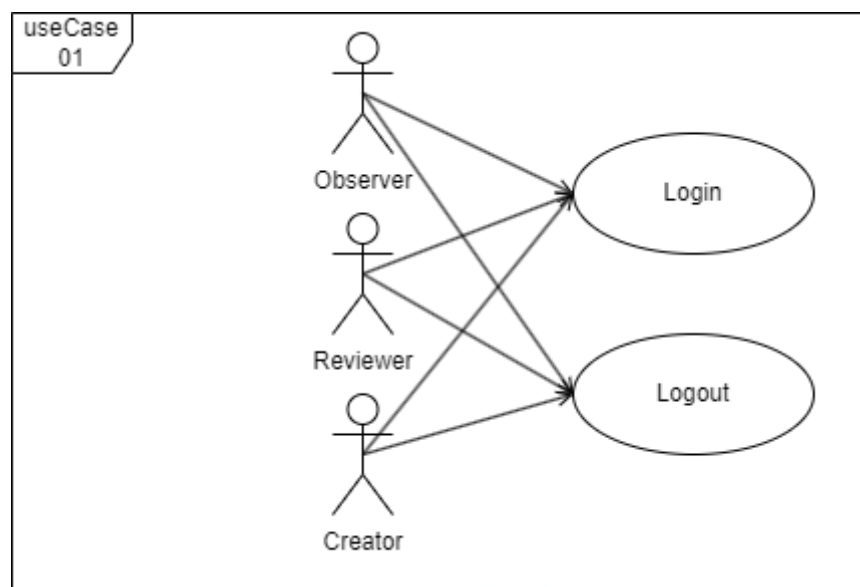 useCase
01
Observer
Login
Reviewer
Logout
Creator